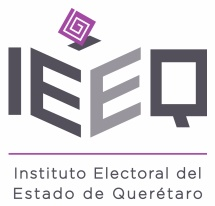 IEEQ
Instituto Electoral del
Estado de Querétaro